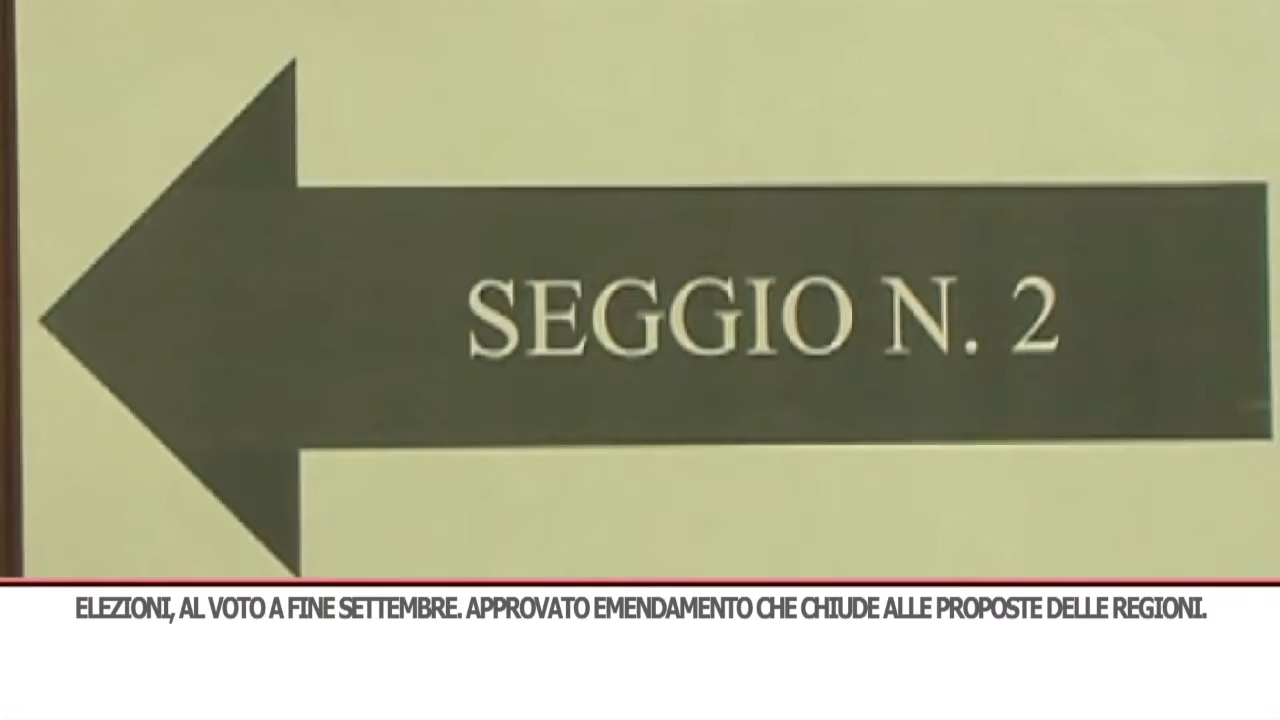 SEGGIO N. 2
ELEZIONI, AL VOTO A FINE SETTEMBRE. APPROVATO EMENDAMENTO CHE CHIUDE ALLE PROPOSTE DELLE REGIONI.